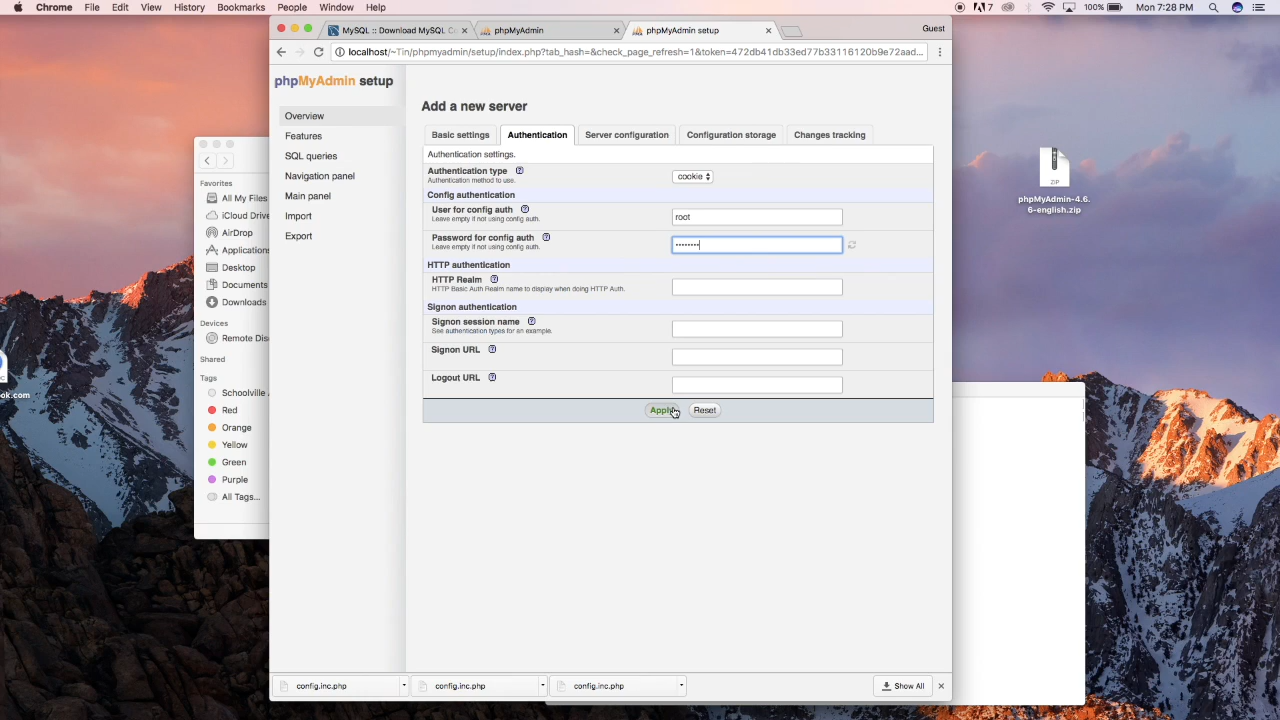 Chrome File Edit View History Bookmarks People Window Help 7 100% Mon 7:28 PM
MySQL :: Download MySQL Co phpMyAdmin phpMyAdmin setup Guest
localhost/~Tin/phpmyadmin/setup/index.php?tab_hash=&check_page_refresh=1&token=472db41db33ed77b33116120b9e72aad...
phpMyAdmin setup
Overview
Features
SQL queries
Navigation panel
Main panel
Import
Export
Add a new server
Basic settings Authentication Server configuration Configuration storage Changes tracking
Authentication settings.
Authentication type
Authentication method to use.
cookie
Config authentication
User for config auth
Leave empty if not using config auth.
root
Password for config auth
Leave empty if not using config auth.
••••••••
HTTP authentication
HTTP Realm
HTTP Basic Auth Realm name to display when doing HTTP Auth.
Signon authentication
Signon session name
See authentication types for an example.
Signon URL
Logout URL
Apply Reset
Favorites
All My Files
iCloud Drive
AirDrop
Applications
Desktop
Documents
Downloads
Devices
Remote Disc
Shared
Tags
Schoolville
Red
Orange
Yellow
Green
Purple
All Tags...
ZIP
phpMyAdmin-4.6.
6-english.zip
ok.com
config.inc.php config.inc.php config.inc.php Show All